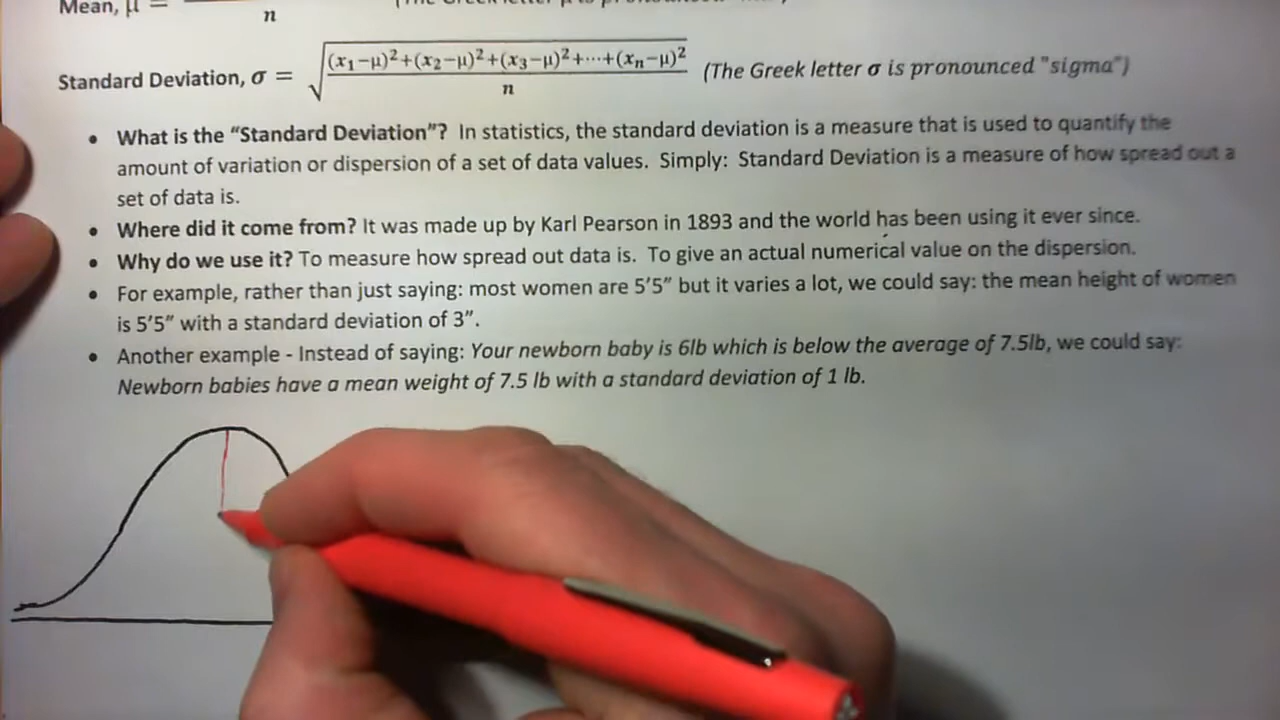 Mean, μ =
n
Standard Deviation, σ = √(x₁−μ)²+(x₂−μ)²+(x₃−μ)²+⋯+(xₙ−μ)² (The Greek letter σ is pronounced "sigma")
n
• What is the “Standard Deviation”? In statistics, the standard deviation is a measure that is used to quantify the
amount of variation or dispersion of a set of data values. Simply: Standard Deviation is a measure of how spread out a
set of data is.
• Where did it come from? It was made up by Karl Pearson in 1893 and the world has been using it ever since.
• Why do we use it? To measure how spread out data is. To give an actual numerical value on the dispersion.
• For example, rather than just saying: most women are 5’5” but it varies a lot, we could say: the mean height of women
is 5’5” with a standard deviation of 3”.
• Another example - Instead of saying: Your newborn baby is 6lb which is below the average of 7.5lb, we could say:
Newborn babies have a mean weight of 7.5 lb with a standard deviation of 1 lb.